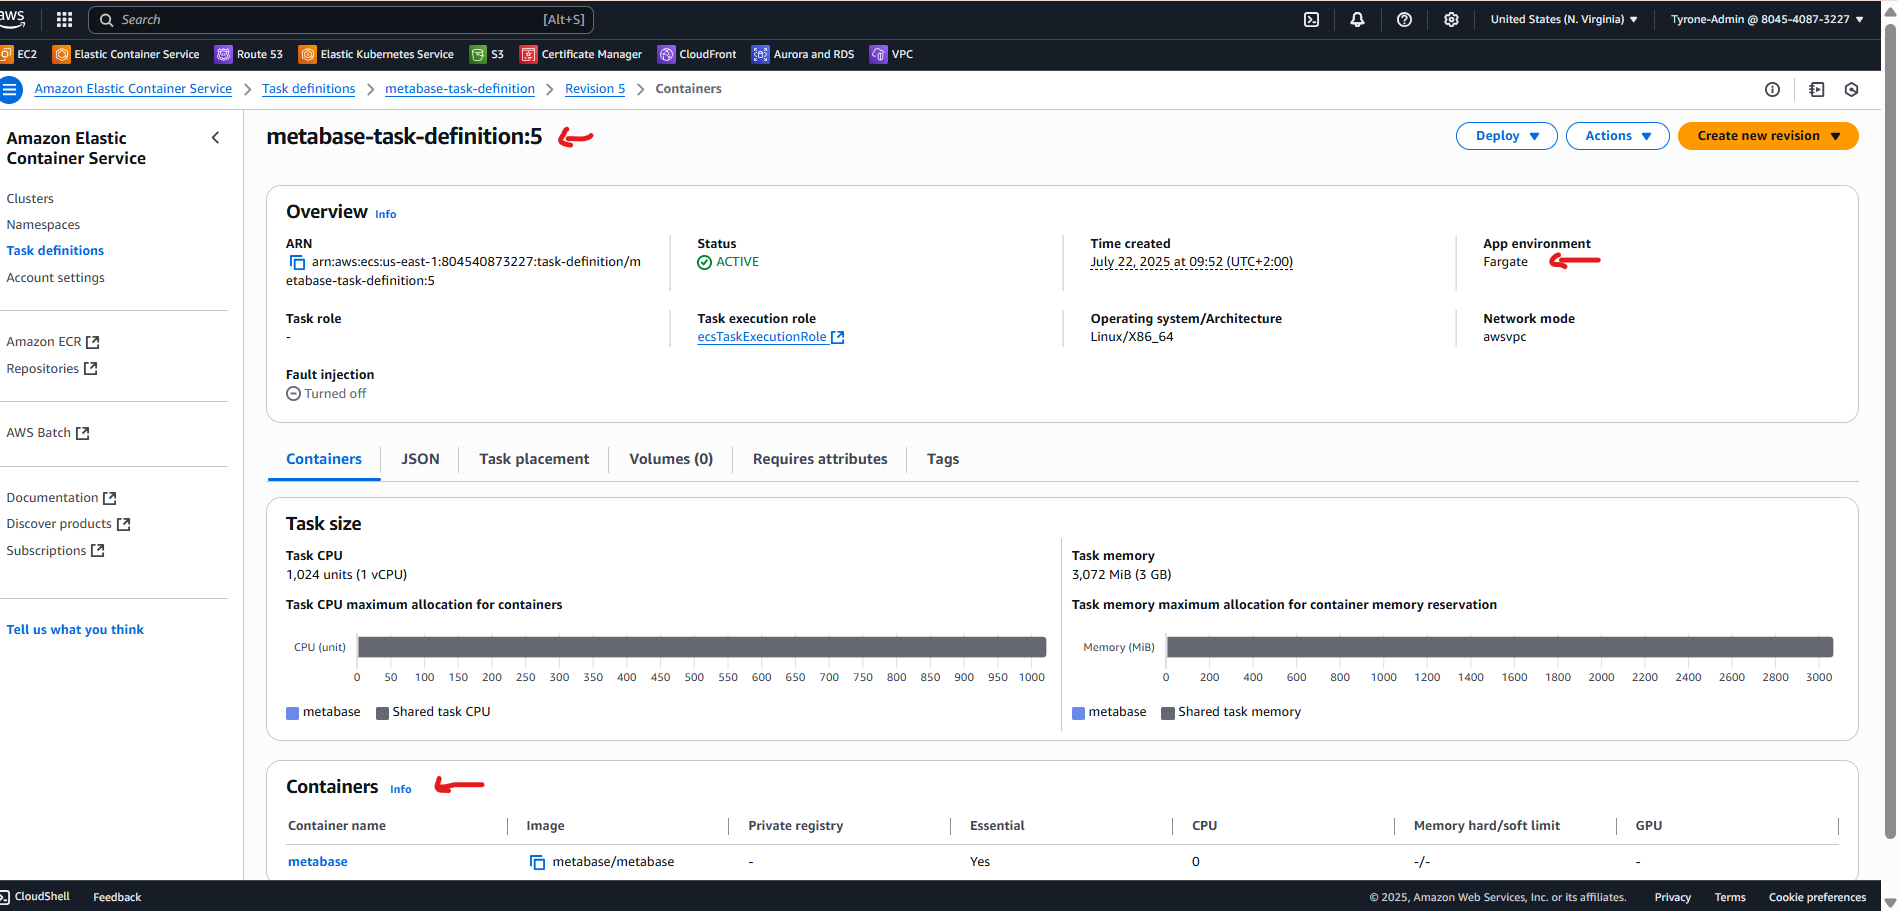 aws
Search [Alt+S]
United States (N. Virginia) ▼
Tyrone-Admin @ 8045-4087-3227 ▼
EC2 Elastic Container Service Route 53 Elastic Kubernetes Service S3 Certificate Manager CloudFront Aurora and RDS VPC
Amazon Elastic Container Service > Task definitions > metabase-task-definition > Revision 5 > Containers
Amazon Elastic
Container Service
Clusters
Namespaces
Task definitions
Account settings
Amazon ECR
Repositories
AWS Batch
Documentation
Discover products
Subscriptions
Tell us what you think
metabase-task-definition:5
Deploy ▼
Actions ▼
Create new revision ▼
Overview Info
ARN
arn:aws:ecs:us-east-1:804540873227:task-definition/m
etabase-task-definition:5
Status
ACTIVE
Time created
July 22, 2025 at 09:52 (UTC+2:00)
App environment
Fargate
Task role
-
Task execution role
ecsTaskExecutionRole
Operating system/Architecture
Linux/X86_64
Network mode
awsvpc
Fault injection
Turned off
Containers JSON Task placement Volumes (0) Requires attributes Tags
Task size
Task CPU
1,024 units (1 vCPU)
Task CPU maximum allocation for containers
CPU (unit)
0 50 100 150 200 250 300 350 400 450 500 550 600 650 700 750 800 850 900 950 1000
metabase Shared task CPU
Task memory
3,072 MiB (3 GB)
Task memory maximum allocation for container memory reservation
Memory (MiB)
0 200 400 600 800 1000 1200 1400 1600 1800 2000 2200 2400 2600 2800 3000
metabase Shared task memory
Containers Info
Container name Image Private registry Essential CPU Memory hard/soft limit GPU
metabase metabase/metabase - Yes 0 -/- -
CloudShell Feedback
© 2025, Amazon Web Services, Inc. or its affiliates. Privacy Terms Cookie preferences